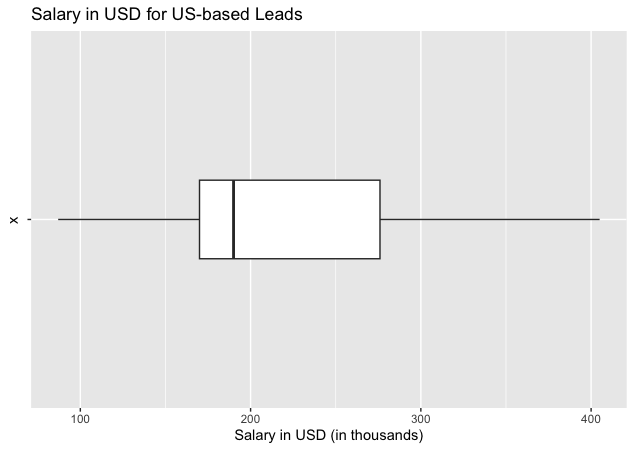 Salary in USD for US-based Leads
x
100
200
300
400
Salary in USD (in thousands)